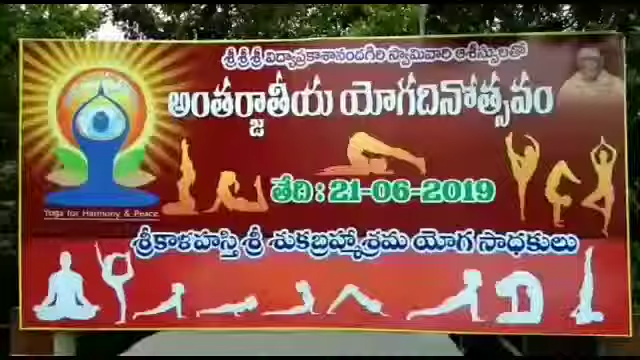 శ్రీశ్రీశ్రీ విద్యాప్రకాశానందగిరి స్వామివారి ఆశీస్సులతో
అంతర్జాతీయ యోగదినోత్సవం
తేది : 21-06-2019
Yoga for Harmony & Peace
శ్రీకాళహస్తి శ్రీ శుకబ్రహ్మాశ్రమ యోగ సాధకులు